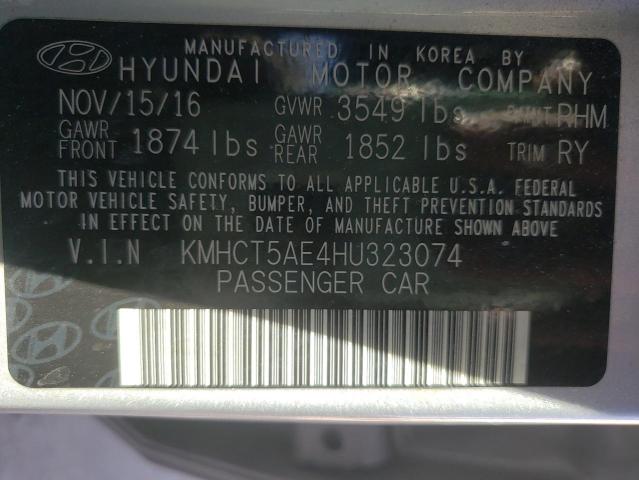 MANUFACTURED IN KOREA BY
HYUNDAI MOTOR COMPANY
NOV/15/16 GVWR 3549 lbs PAINT RHM
GAWR FRONT 1874 lbs GAWR REAR 1852 lbs TRIM RY
THIS VEHICLE CONFORMS TO ALL APPLICABLE U.S.A. FEDERAL
MOTOR VEHICLE SAFETY, BUMPER, AND THEFT PREVENTION STANDARDS
IN EFFECT ON THE DATE OF MANUFACTURE SHOWN ABOVE
V.I.N KMHCT5AE4HU323074
PASSENGER CAR